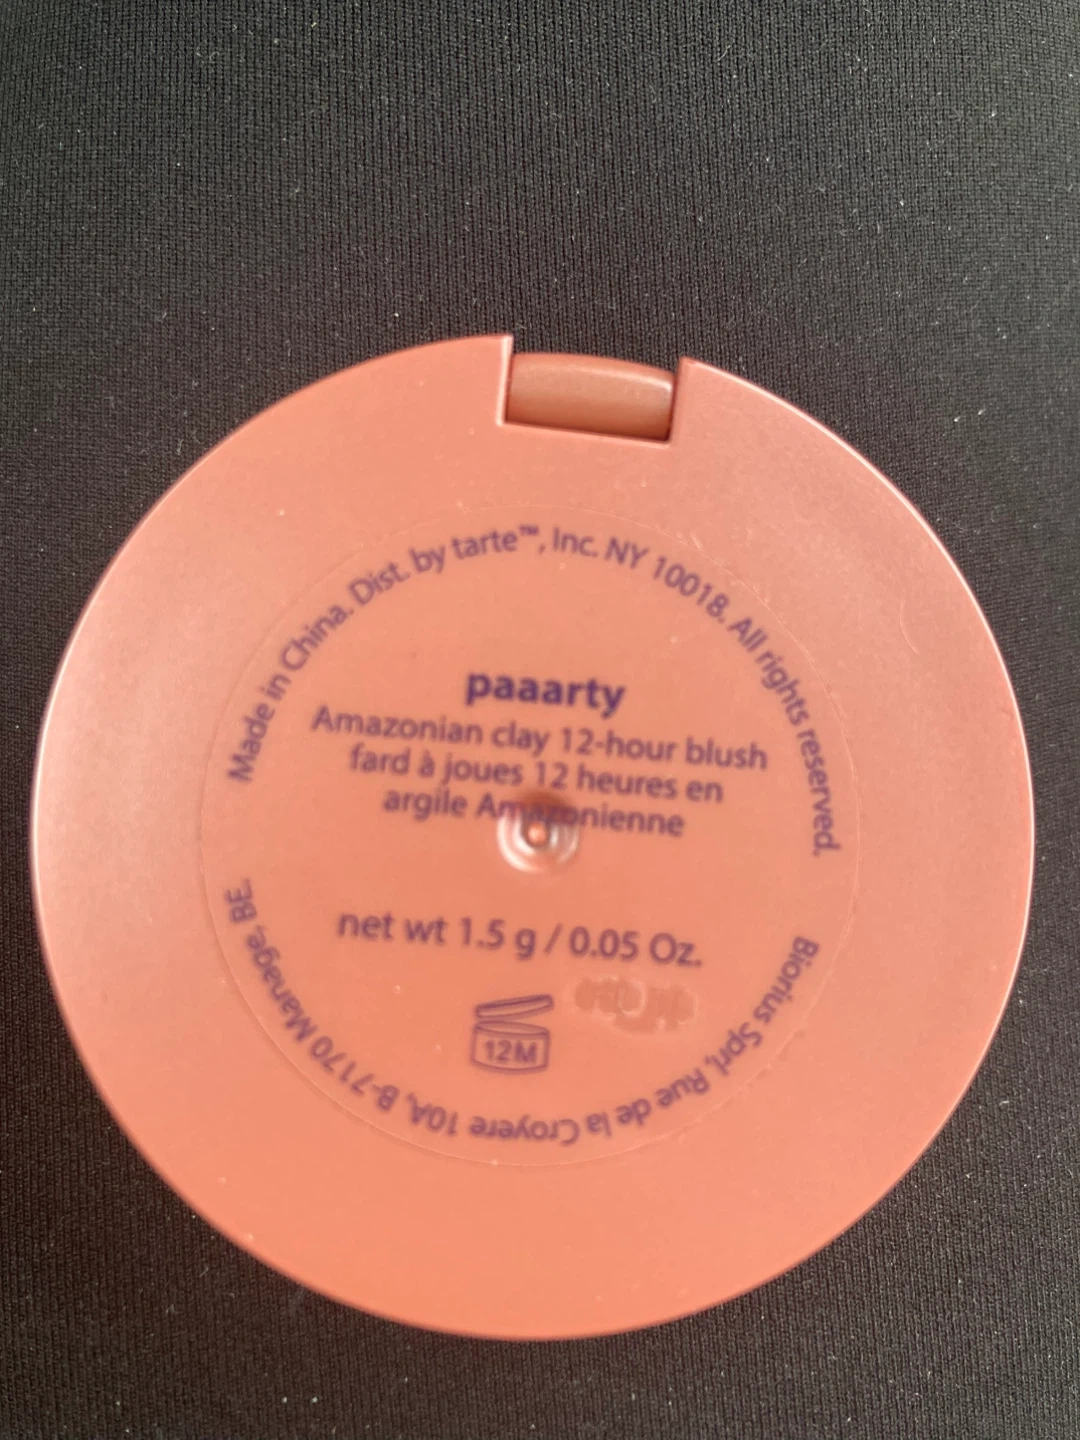 Made in China. Dist. by tarte™, Inc. NY 10018. All rights reserved.
paaarty
Amazonian clay 12-hour blush
fard à joues 12 heures en
argile Amazonienne
net wt 1.5 g / 0.05 Oz.
12M
Biorius Sprl, Rue de la Croyere 10A, B-7170 Manage, BE.